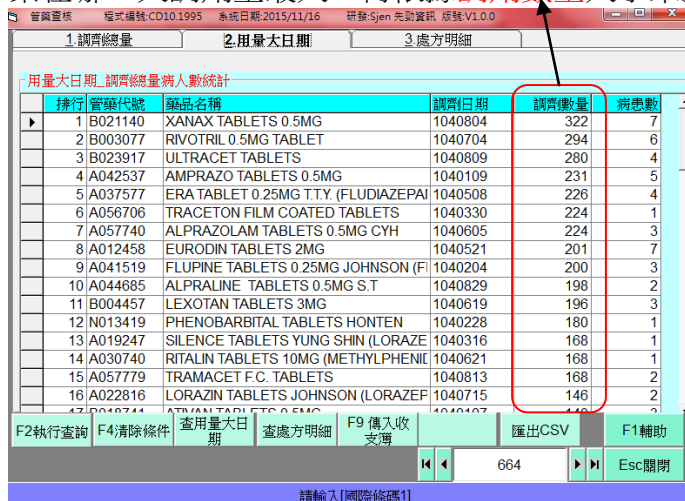 管藥查核 程式編號:CD10.1995 系統日期:2015/11/16 研發:Sjen 先勤資訊 版號:V1.0.0
1.調劑總量 2.用量大日期 3.處方明細
用量大日期_調劑總量病人數統計
排行 管藥代號 藥品名稱 調劑日期 調劑數量 病患數
1 B021140 XANAX TABLETS 0.5MG 1040804 322 7
2 B003077 RIVOTRIL 0.5MG TABLET 1040704 294 6
3 B023917 ULTRACET TABLETS 1040809 280 4
4 A042537 AMPRAZO TABLETS 0.5MG 1040109 231 5
5 A037577 ERA TABLET 0.25MG T.T.Y. (FLUDIAZEPAI 1040508 226 4
6 A056706 TRACETON FILM COATED TABLETS 1040330 224 1
7 A057740 ALPRAZOLAM TABLETS 0.5MG CYH 1040605 224 3
8 A012458 EURODIN TABLETS 2MG 1040521 201 7
9 A041519 FLUPINE TABLETS 0.25MG JOHNSON (FI 1040204 200 3
10 A044685 ALPRALINE TABLETS 0.5MG S.T 1040829 198 2
11 B004457 LEXOTAN TABLETS 3MG 1040619 196 3
12 N013419 PHENOBARBITAL TABLETS HONTEN 1040228 180 1
13 A019247 SILENCE TABLETS YUNG SHIN (LORAZE 1040316 168 1
14 A030740 RITALIN TABLETS 10MG (METHYLPHENID 1040621 168 1
15 A057779 TRAMACET F.C. TABLETS 1040813 168 2
16 A022816 LORAZIN TABLETS JOHNSON (LORAZEP 1040715 146 2
F2執行查詢 F4清除條件 查用量大日期 查處方明細 F9 傳入收支簿 匯出CSV F1輔助
664 Esc關閉
請輸入[國際條碼1]